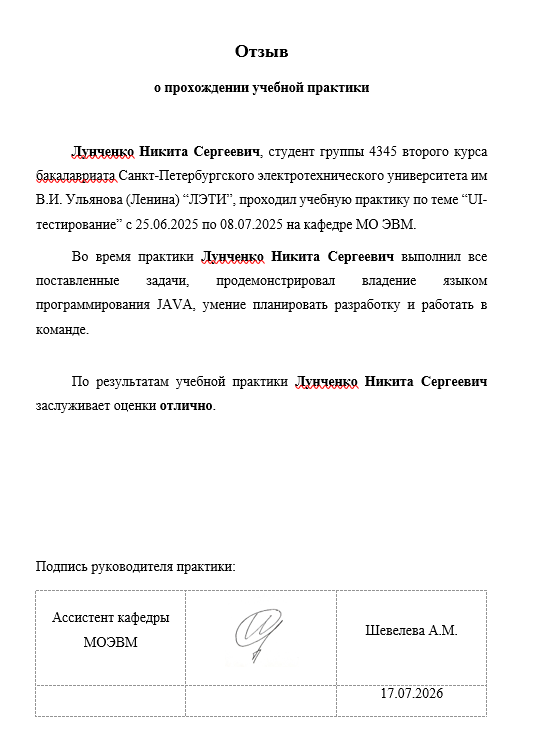 Отзыв
о прохождении учебной практики
Лунченко Никита Сергеевич, студент группы 4345 второго курса
бакалавриата Санкт-Петербургского электротехнического университета им
В.И. Ульянова (Ленина) “ЛЭТИ”, проходил учебную практику по теме “UI-
тестирование” с 25.06.2025 по 08.07.2025 на кафедре МО ЭВМ.
Во время практики Лунченко Никита Сергеевич выполнил все
поставленные задачи, продемонстрировал владение языком
программирования JAVA, умение планировать разработку и работать в
команде.
По результатам учебной практики Лунченко Никита Сергеевич
заслуживает оценки отлично.
Подпись руководителя практики:
Ассистент кафедры
МОЭВМ
Шевелева А.М.
17.07.2026